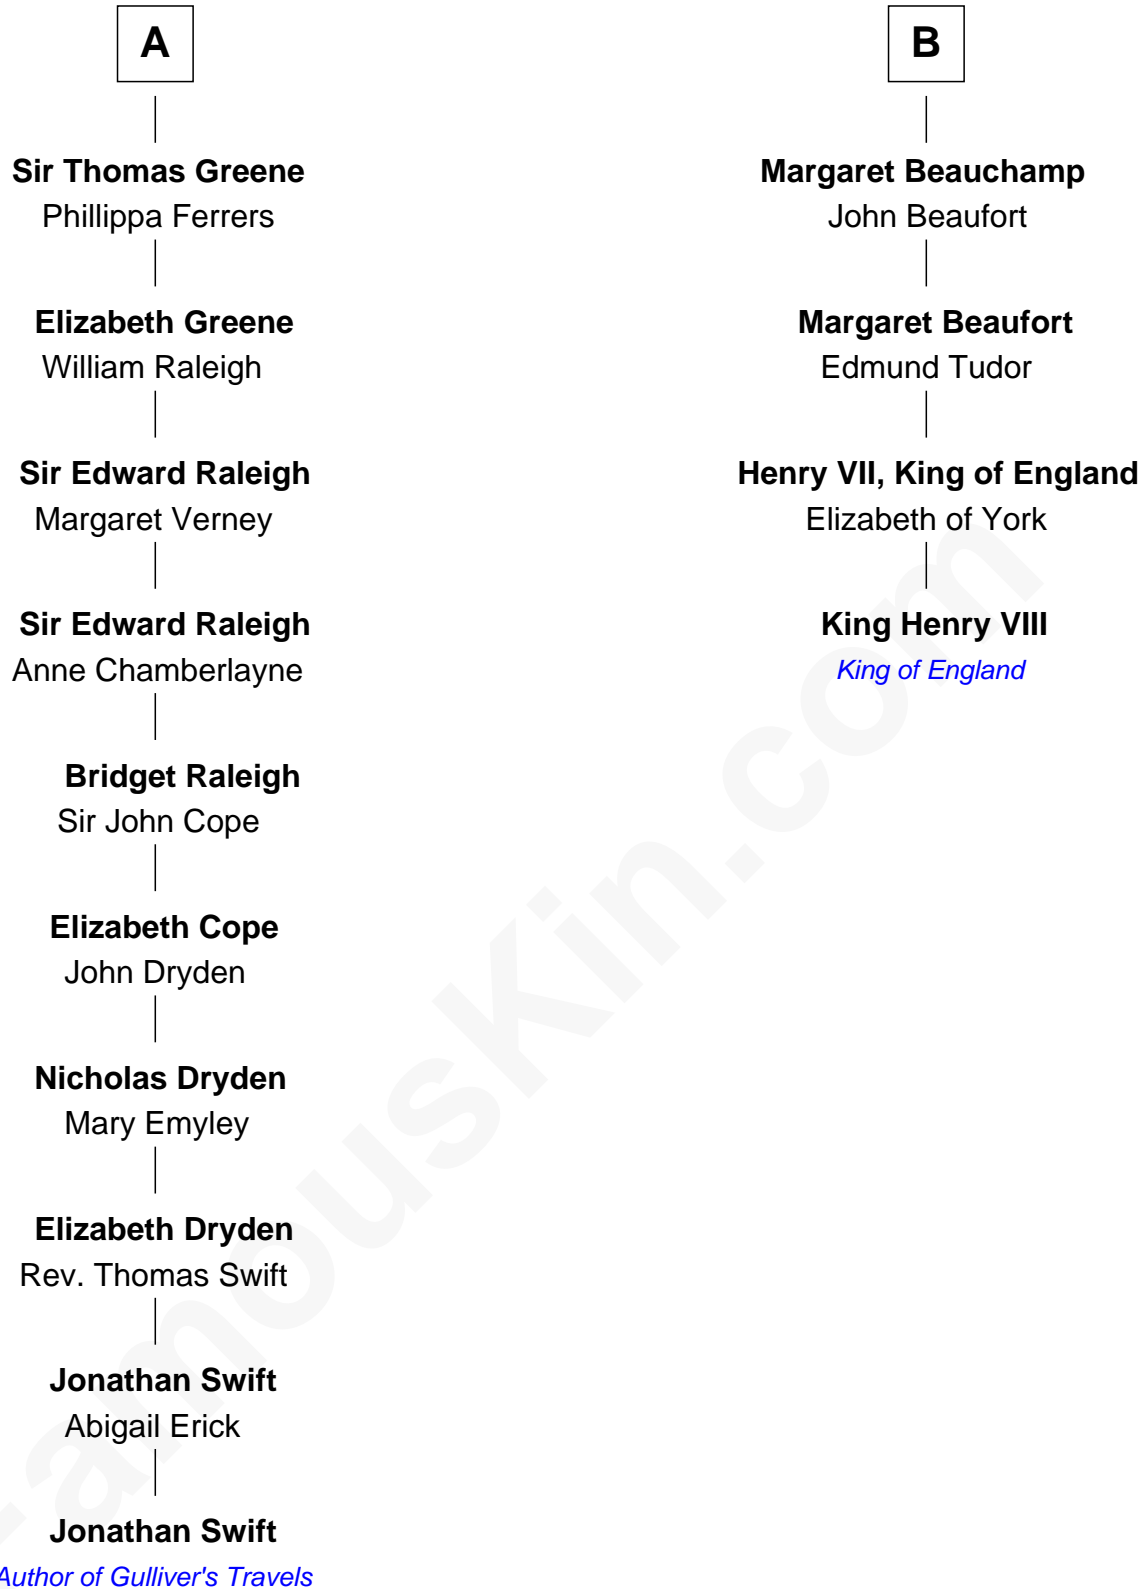 A
Sir Thomas Greene
Phillippa Ferrers
Elizabeth Greene
William Raleigh
Sir Edward Raleigh
Margaret Verney
Sir Edward Raleigh
Anne Chamberlayne
Bridget Raleigh
Sir John Cope
Elizabeth Cope
John Dryden
Nicholas Dryden
Mary Emyley
Elizabeth Dryden
Rev. Thomas Swift
Jonathan Swift
Abigail Erick
Jonathan Swift
Author of Gulliver's Travels
B
Margaret Beauchamp
John Beaufort
Margaret Beaufort
Edmund Tudor
Henry VII, King of England
Elizabeth of York
King Henry VIII
King of England
FamousKin.com